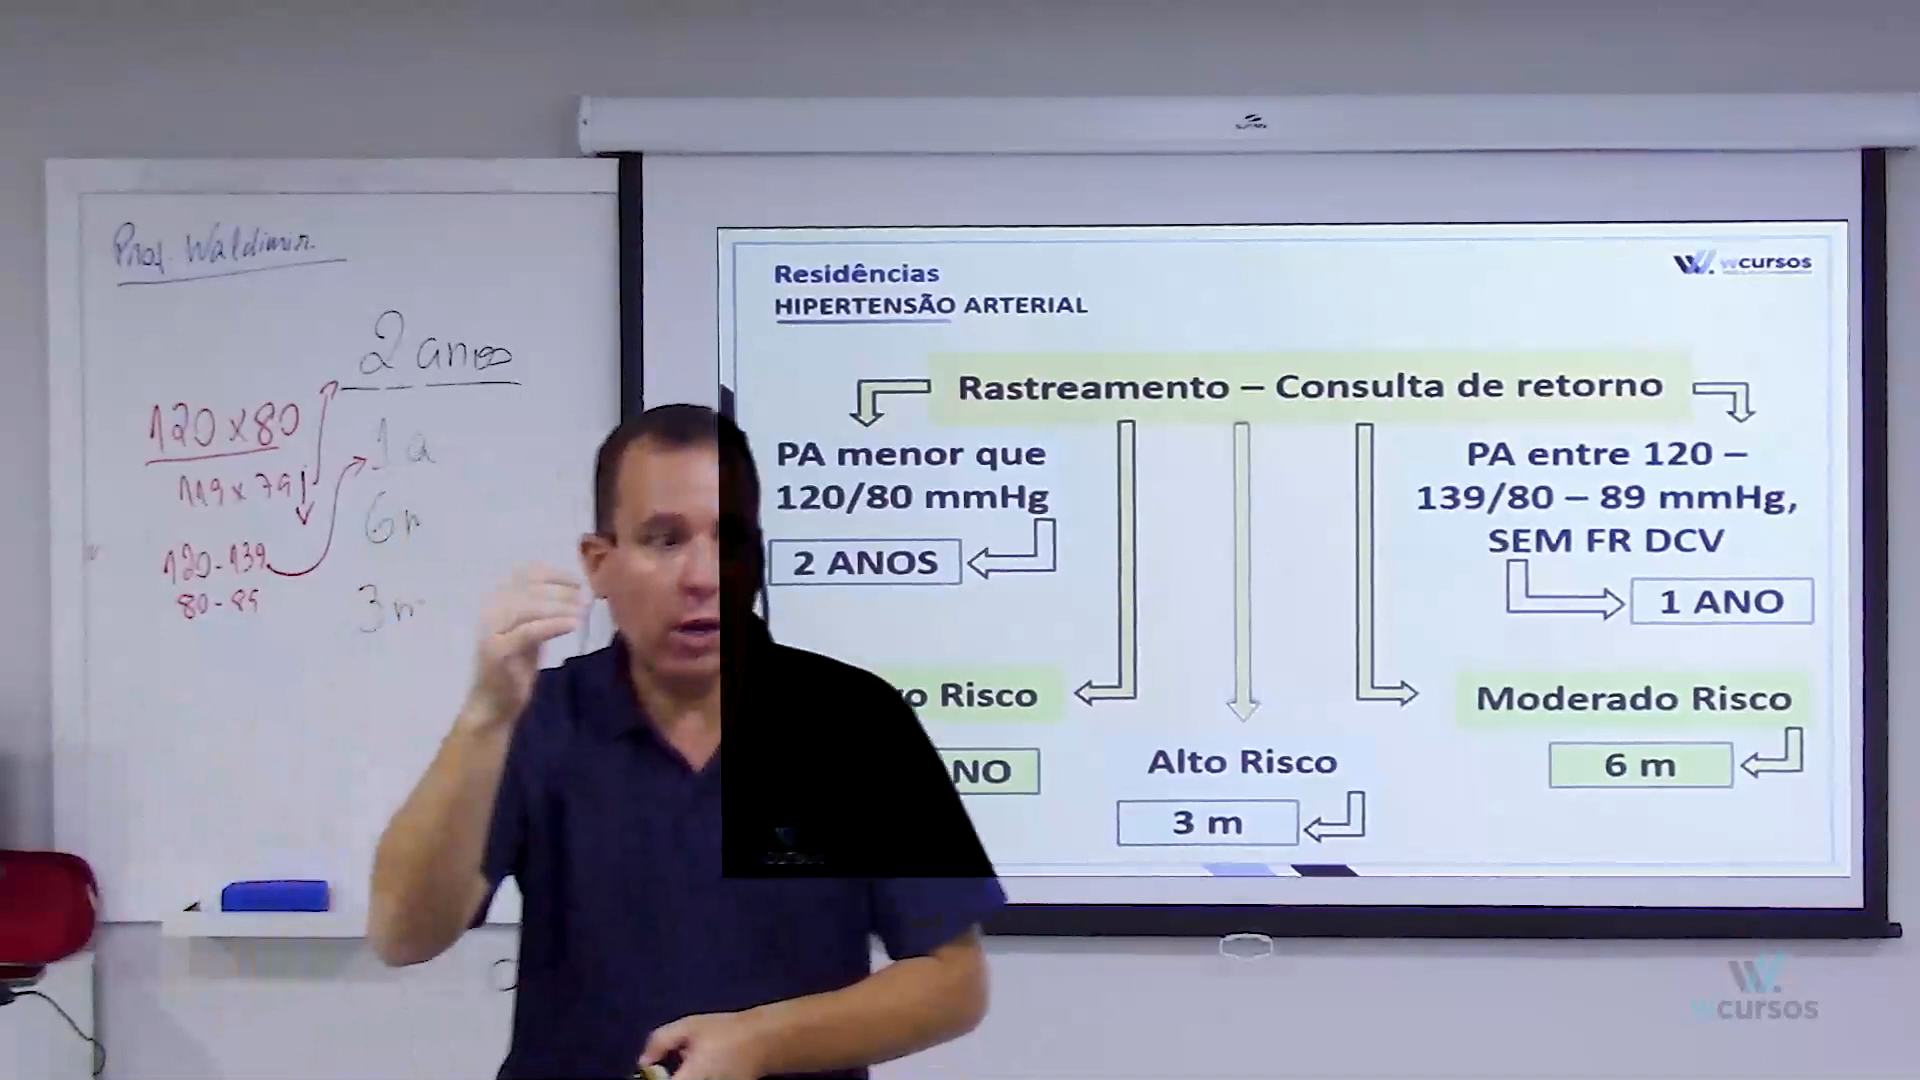 Prof. Waldimir
2 anos
120 x 80
119 x 79
1 a
6 m
120-139
80-89
3 m
wcursos
Residências
HIPERTENSÃO ARTERIAL
Rastreamento – Consulta de retorno
PA menor que
120/80 mmHg
2 ANOS
PA entre 120 –
139/80 – 89 mmHg,
SEM FR DCV
1 ANO
Risco
NO
Alto Risco
3 m
Moderado Risco
6 m
wcursos